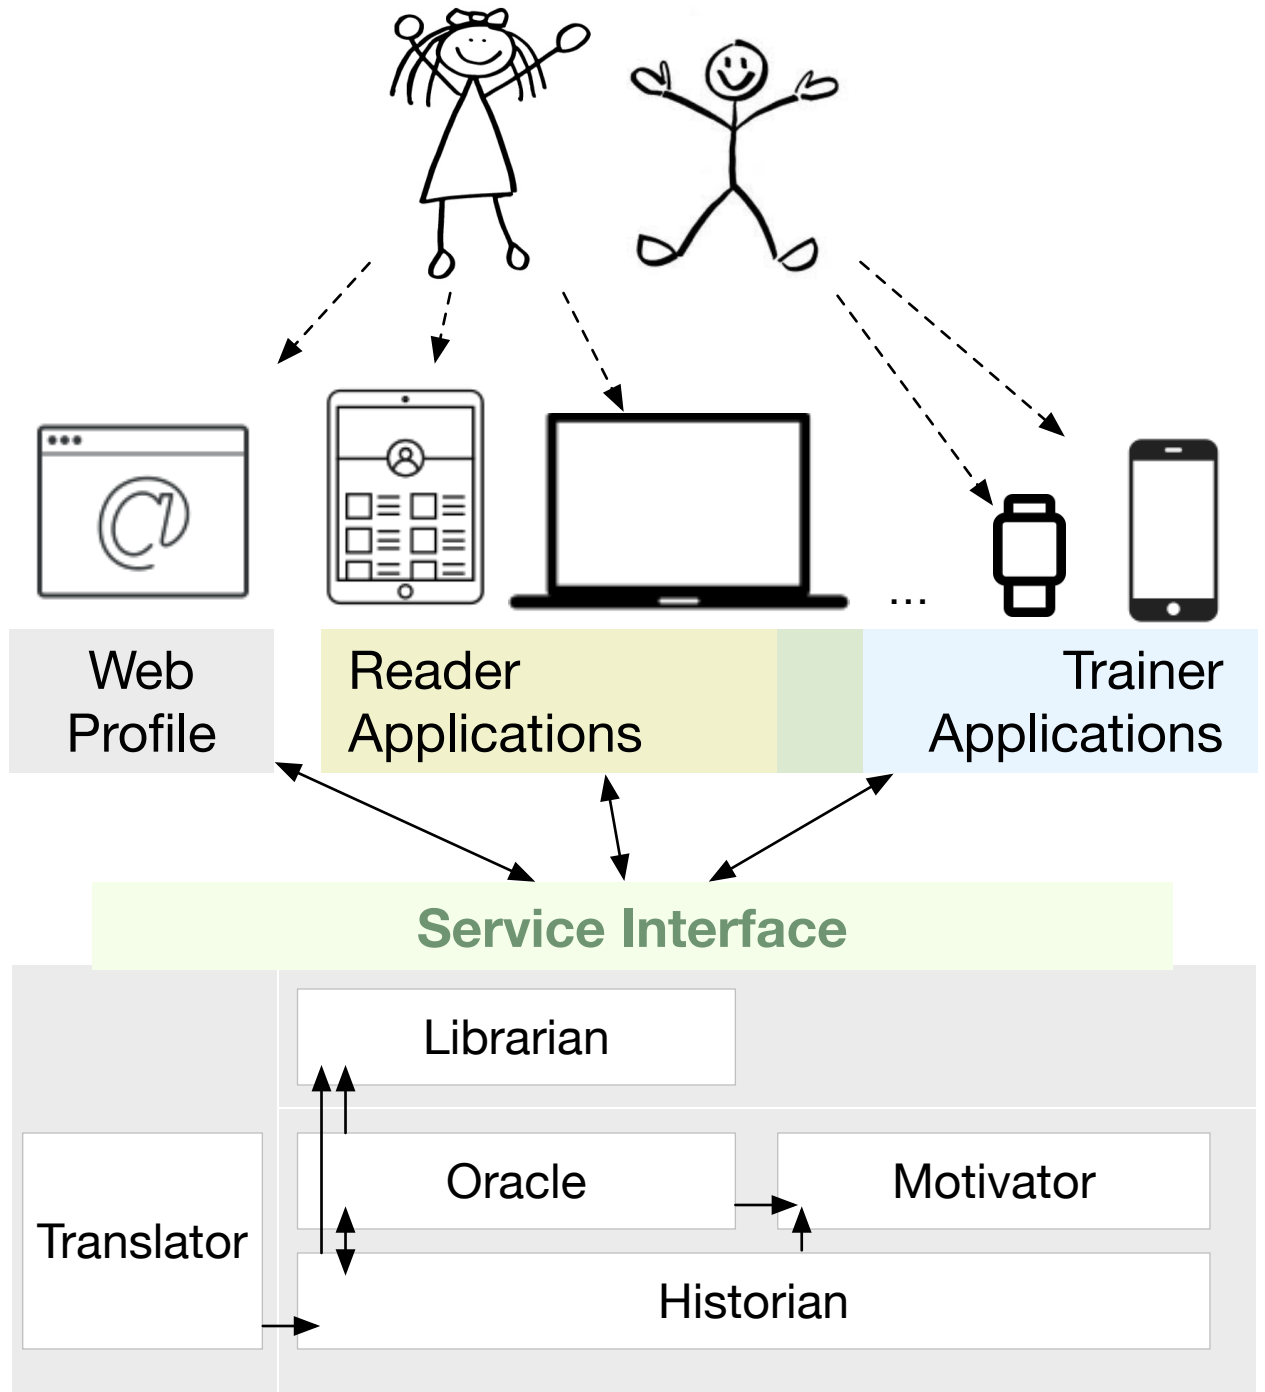 @
...
Web
Profile
Reader
Applications
Trainer
Applications
Service Interface
Librarian
Oracle
Motivator
Translator
Historian